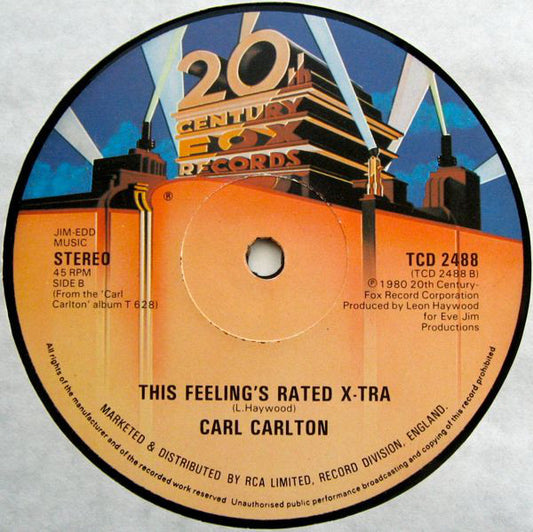 20th
CENTURY
FOX
RECORDS
®
JIM-EDD
MUSIC
STEREO
45 RPM
SIDE B
(From the 'Carl
Carlton' album T 628)
TCD 2488
(TCD 2488 B)
℗ 1980 20th Century-
Fox Record Corporation
Produced by Leon Haywood
for Eve Jim
Productions
THIS FEELING'S RATED X-TRA
(L.Haywood)
CARL CARLTON
MARKETED & DISTRIBUTED BY RCA LIMITED, RECORD DIVISION, ENGLAND.
All rights of the manufacturer and of the recorded work reserved. Unauthorised public performance broadcasting and copying of this record prohibited